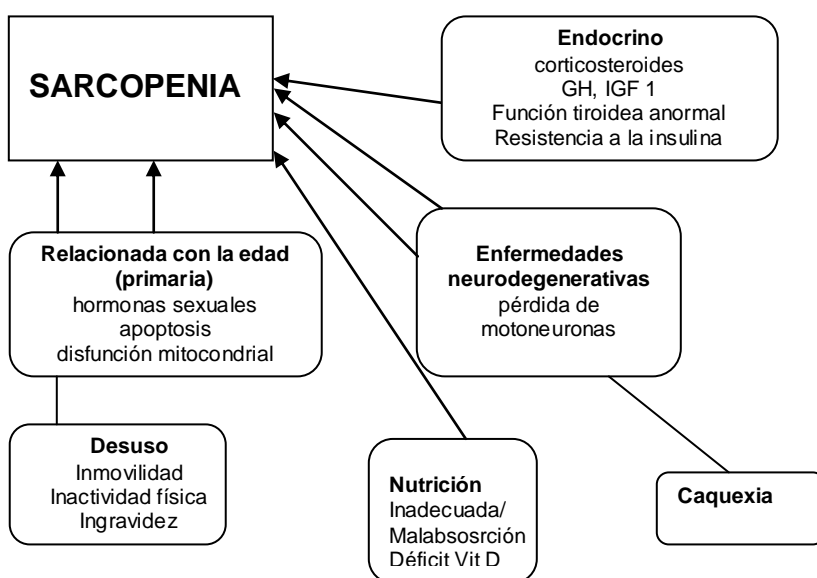 SARCOPENIA
Endocrino
corticosteroides
GH, IGF 1
Función tiroidea anormal
Resistencia a la insulina
Relacionada con la edad
(primaria)
hormonas sexuales
apoptosis
disfunción mitocondrial
Enfermedades
neurodegenerativas
pérdida de
motoneuronas
Desuso
Inmovilidad
Inactividad física
Ingravidez
Nutrición
Inadecuada/
Malabsosrción
Déficit Vit D
Caquexia